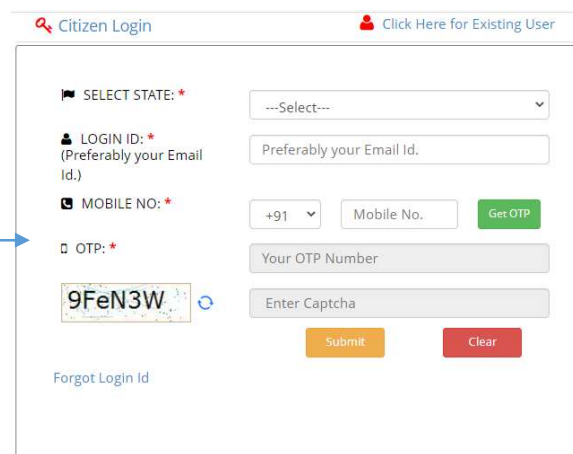 Citizen Login
Click Here for Existing User
SELECT STATE: *
---Select---
LOGIN ID: *
(Preferably your Email
Id.)
Preferably your Email Id.
MOBILE NO: *
+91
Mobile No.
Get OTP
OTP: *
Your OTP Number
9FeN3W
Enter Captcha
Submit
Clear
Forgot Login Id